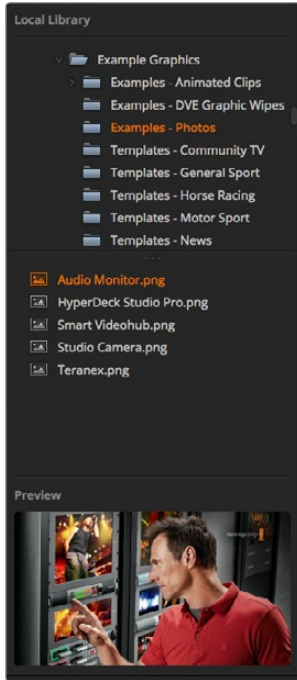 Local Library
Example Graphics
Examples - Animated Clips
Examples - DVE Graphic Wipes
Examples - Photos
Templates - Community TV
Templates - General Sport
Templates - Horse Racing
Templates - Motor Sport
Templates - News
Audio Monitor.png
HyperDeck Studio Pro.png
Smart Videohub.png
Studio Camera.png
Teranex.png
Preview